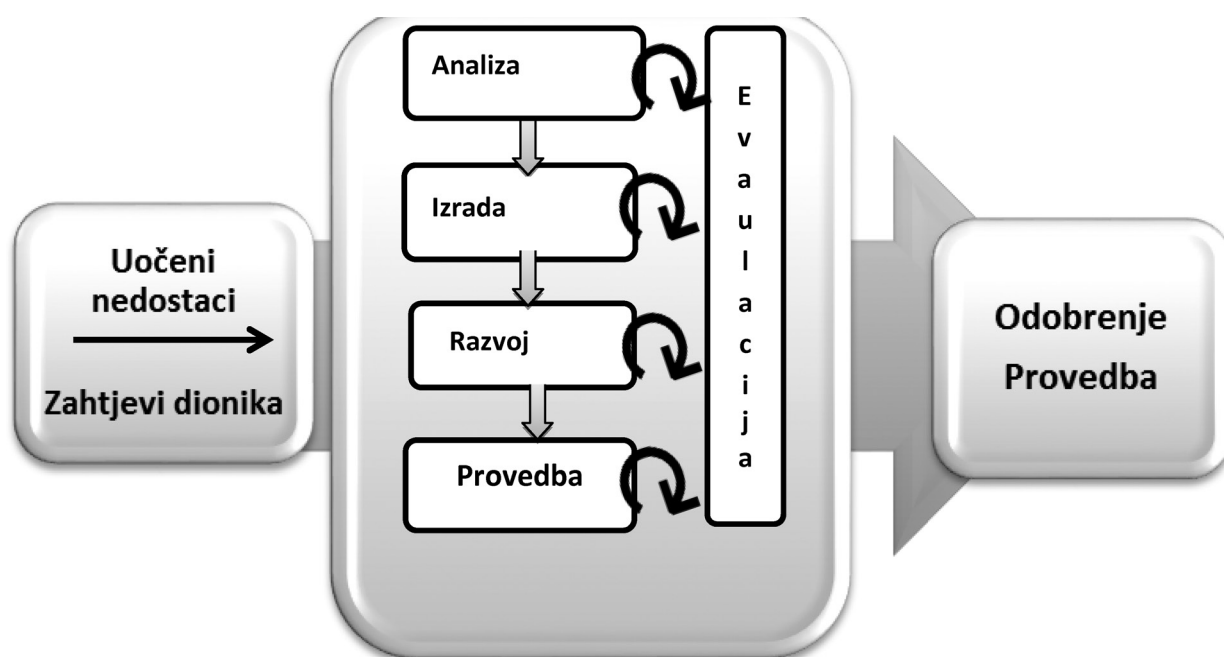 Uočeni
nedostaci
Zahtjevi dionika
Analiza
Izrada
Razvoj
Provedba
E
v
a
u
l
a
c
i
j
a
Odobrenje
Provedba